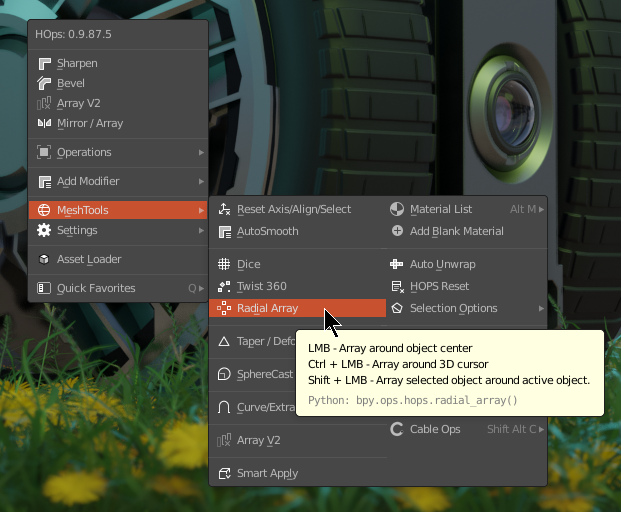 HOps: 0.9.87.5
Sharpen
Bevel
Array V2
Mirror / Array
Operations
Add Modifier
MeshTools
Settings
Asset Loader
Quick Favorites Q
Reset Axis/Align/Select
AutoSmooth
Dice
Twist 360
Radial Array
Taper / Defo
SphereCast
Curve/Extra
Array V2
Smart Apply
Material List Alt M
Add Blank Material
Auto Unwrap
HOPS Reset
Selection Options
LMB - Array around object center
Ctrl + LMB - Array around 3D cursor
Shift + LMB - Array selected object around active object.
Python: bpy.ops.hops.radial_array()
Cable Ops Shift Alt C